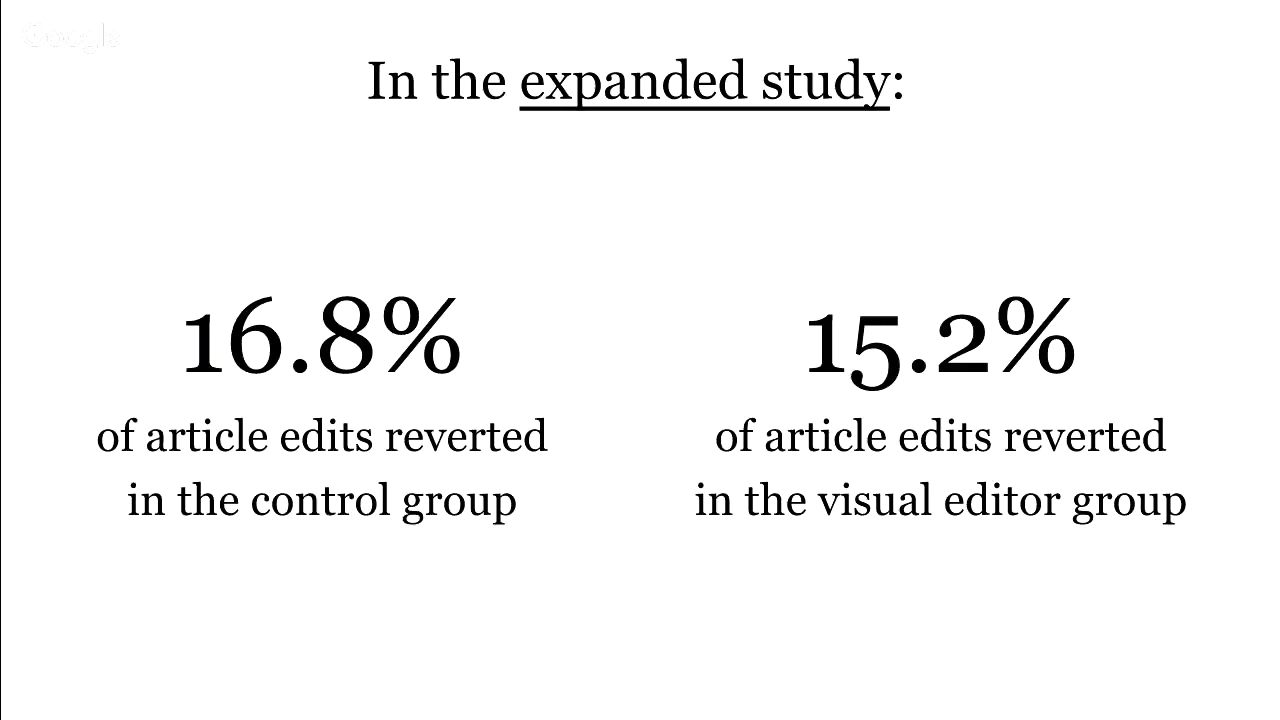 Google
In the expanded study:
16.8%
of article edits reverted
in the control group
15.2%
of article edits reverted
in the visual editor group